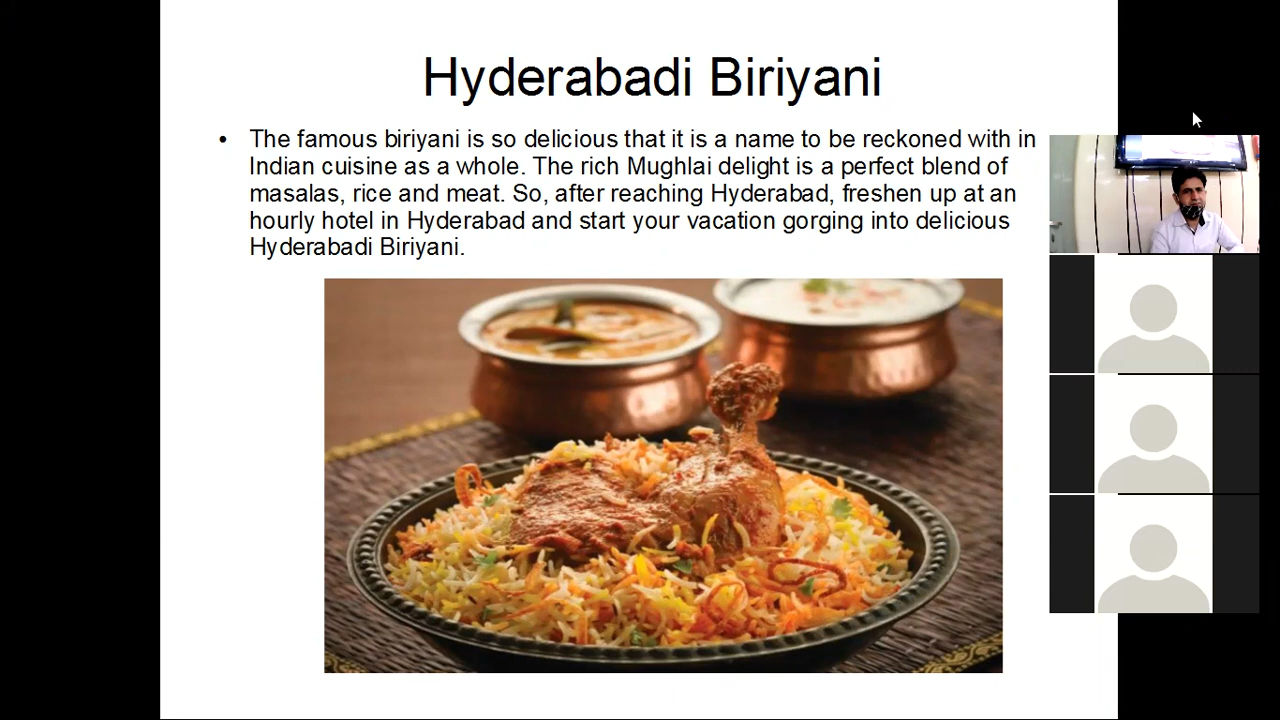 Hyderabadi Biriyani
• The famous biriyani is so delicious that it is a name to be reckoned with in
Indian cuisine as a whole. The rich Mughlai delight is a perfect blend of
masalas, rice and meat. So, after reaching Hyderabad, freshen up at an
hourly hotel in Hyderabad and start your vacation gorging into delicious
Hyderabadi Biriyani.